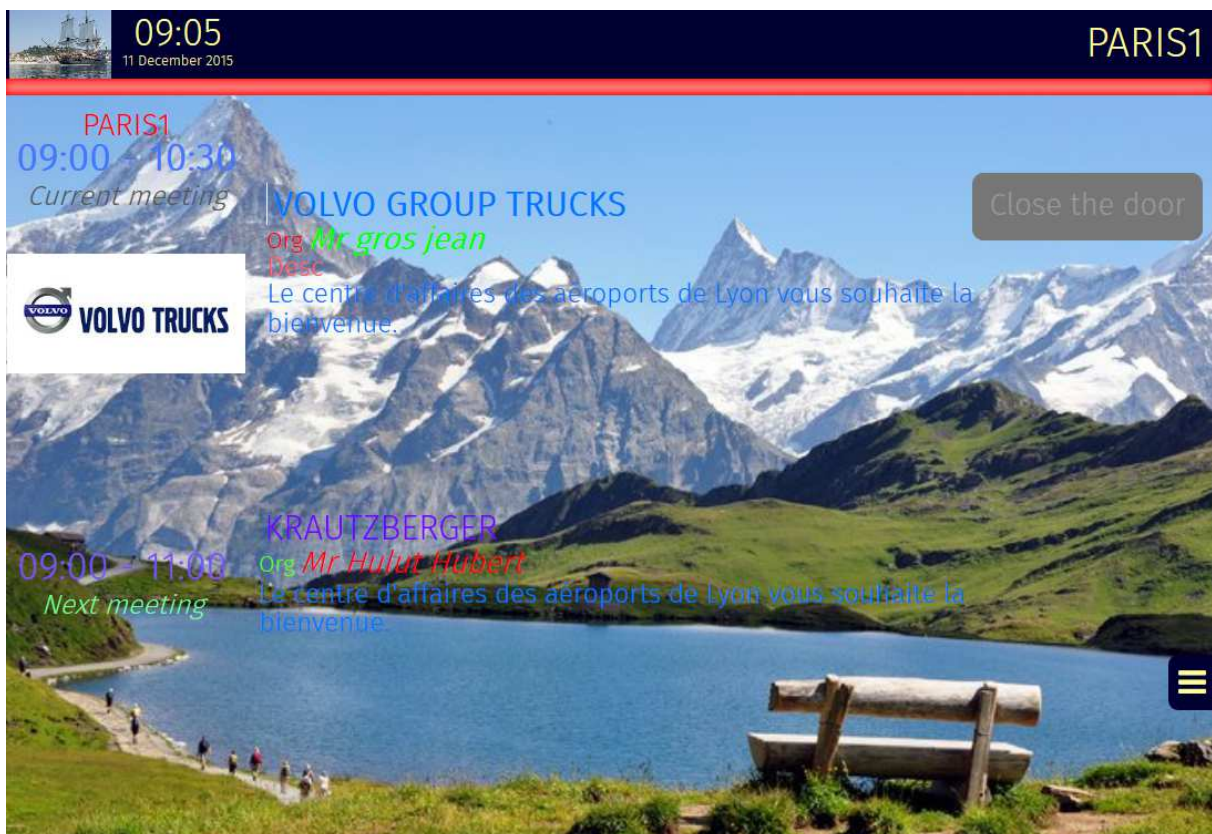 09:05
11 December 2015
PARIS1
PARIS1
09:00 - 10:30
Current meeting
VOLVO GROUP TRUCKS
Org Mr gros jean
Desc
Le centre d'affaires des aéroports de Lyon vous souhaite la
bienvenue.
Close the door
VOLVO
VOLVO TRUCKS
KRAUTZBERGER
Org Mr Hulut Hubert
09:00 - 11:00
Next meeting
Le centre d'affaires des aéroports de Lyon vous souhaite la
bienvenue.